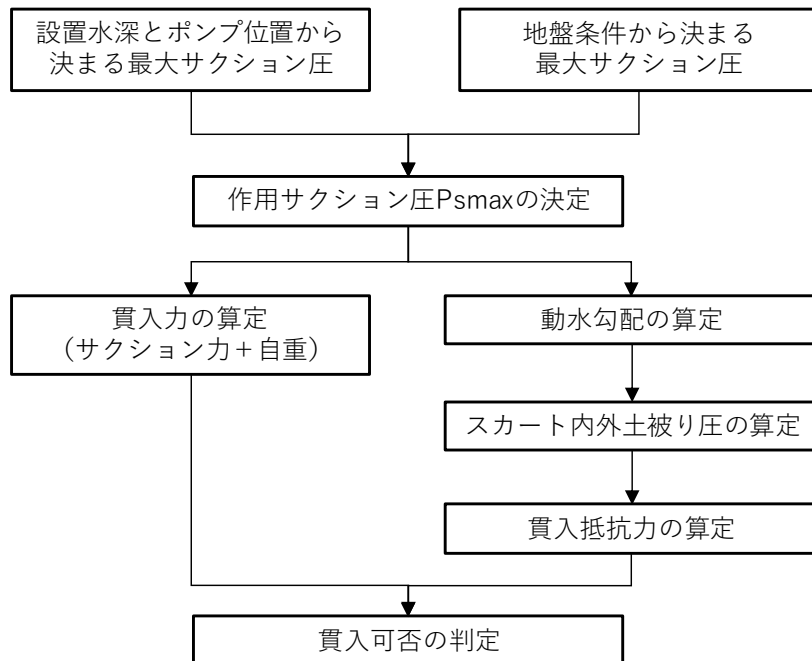 設置水深とポンプ位置から
決まる最大サクション圧
地盤条件から決まる
最大サクション圧
作用サクション圧Psmaxの決定
貫入力の算定
（サクション力＋自重）
動水勾配の算定
スカート内外土被り圧の算定
貫入抵抗力の算定
貫入可否の判定